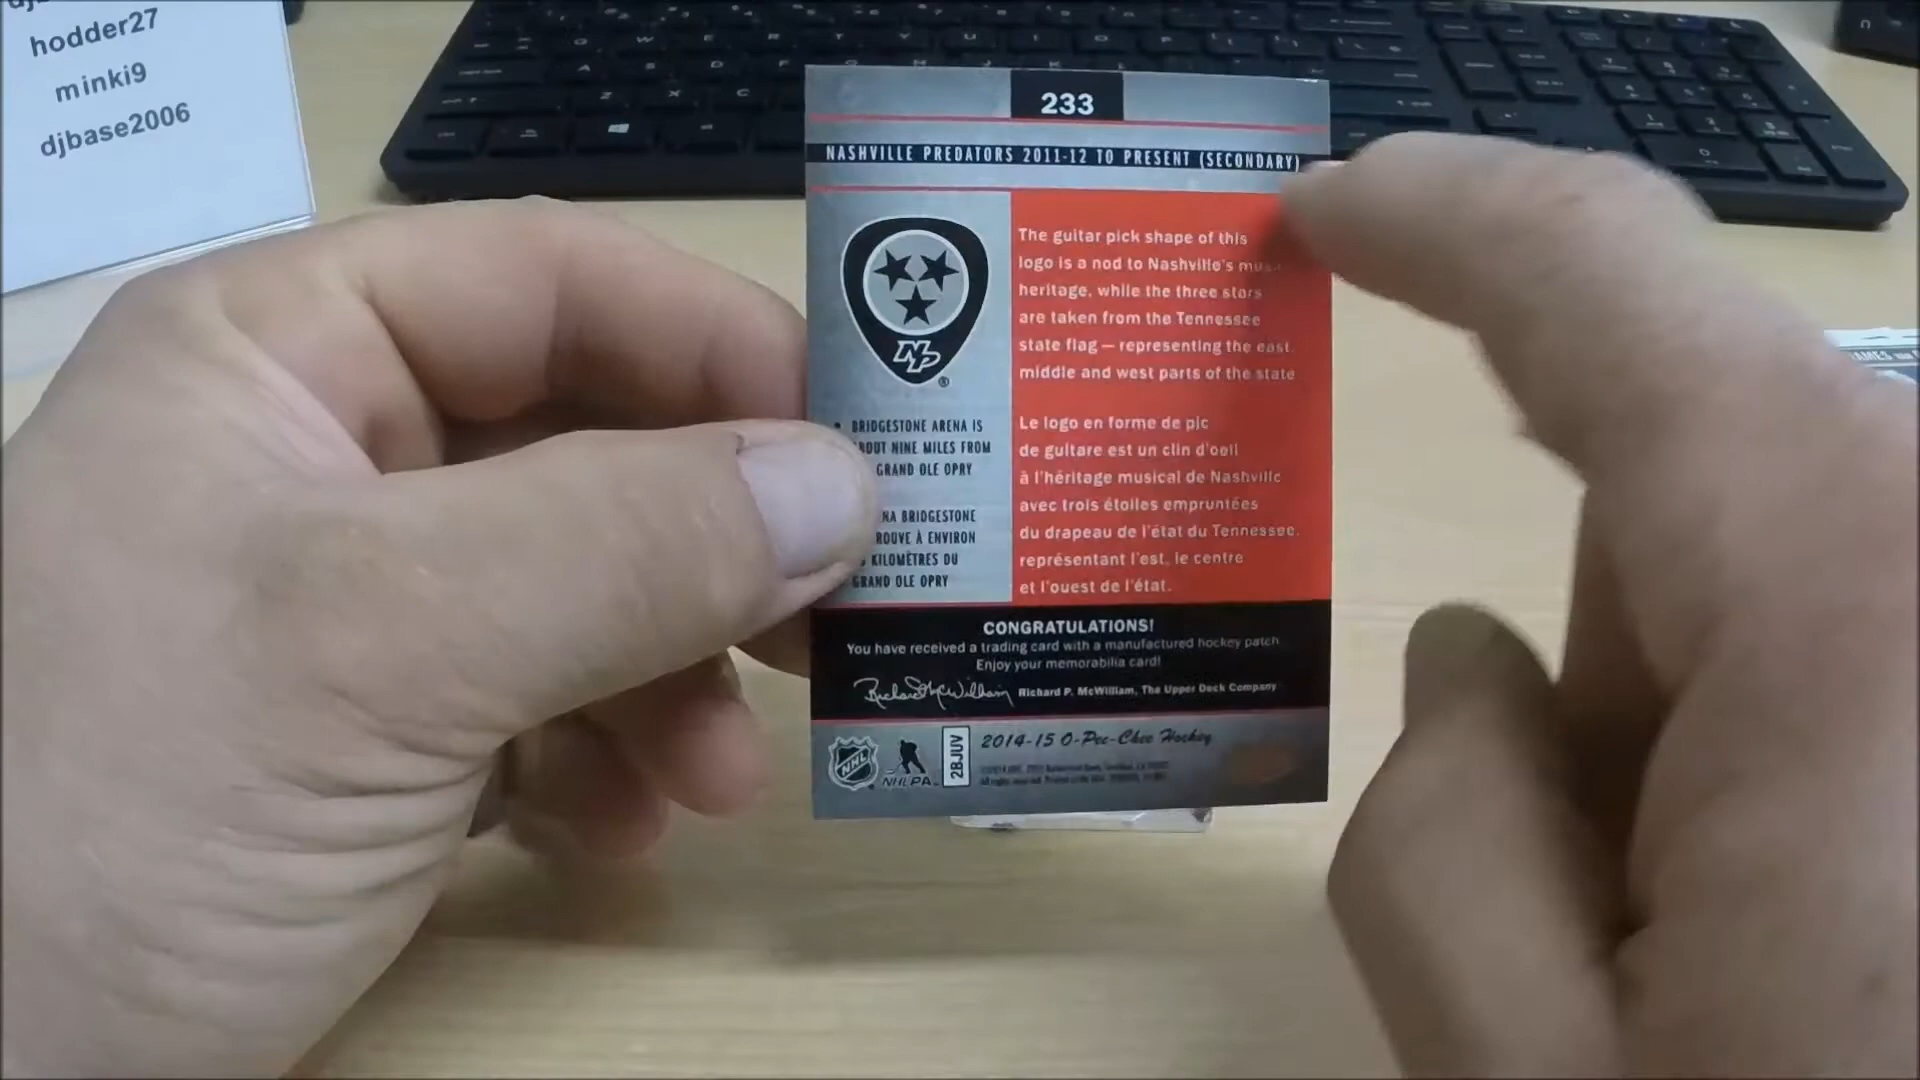 hodder27
minki9
djbase2006
233
NASHVILLE PREDATORS 2011-12 TO PRESENT (SECONDARY)
NP
®
The guitar pick shape of this
logo is a nod to Nashville's
heritage, while the three stars
are taken from the Tennessee
state flag — representing the east,
middle and west parts of the state
Le logo en forme de pic
de guitare est un clin d'oeil
à l'héritage musical de Nashville
avec trois étoiles empruntées
du drapeau de l'état du Tennessee,
représentant l'est, le centre
et l'ouest de l'état.
• BRIDGESTONE ARENA IS
NINE MILES FROM
GRAND OLE OPRY
BRIDGESTONE
À ENVIRON
KILOMÈTRES DU
GRAND OLE OPRY
CONGRATULATIONS!
You have received a trading card with a manufactured hockey patch.
Enjoy your memorabilia card!
Richard McWilliam Richard P. McWilliam, The Upper Deck Company
NHL
NHLPA
2BJUV
2014-15 O-Pee-Chee Hockey
JAMES